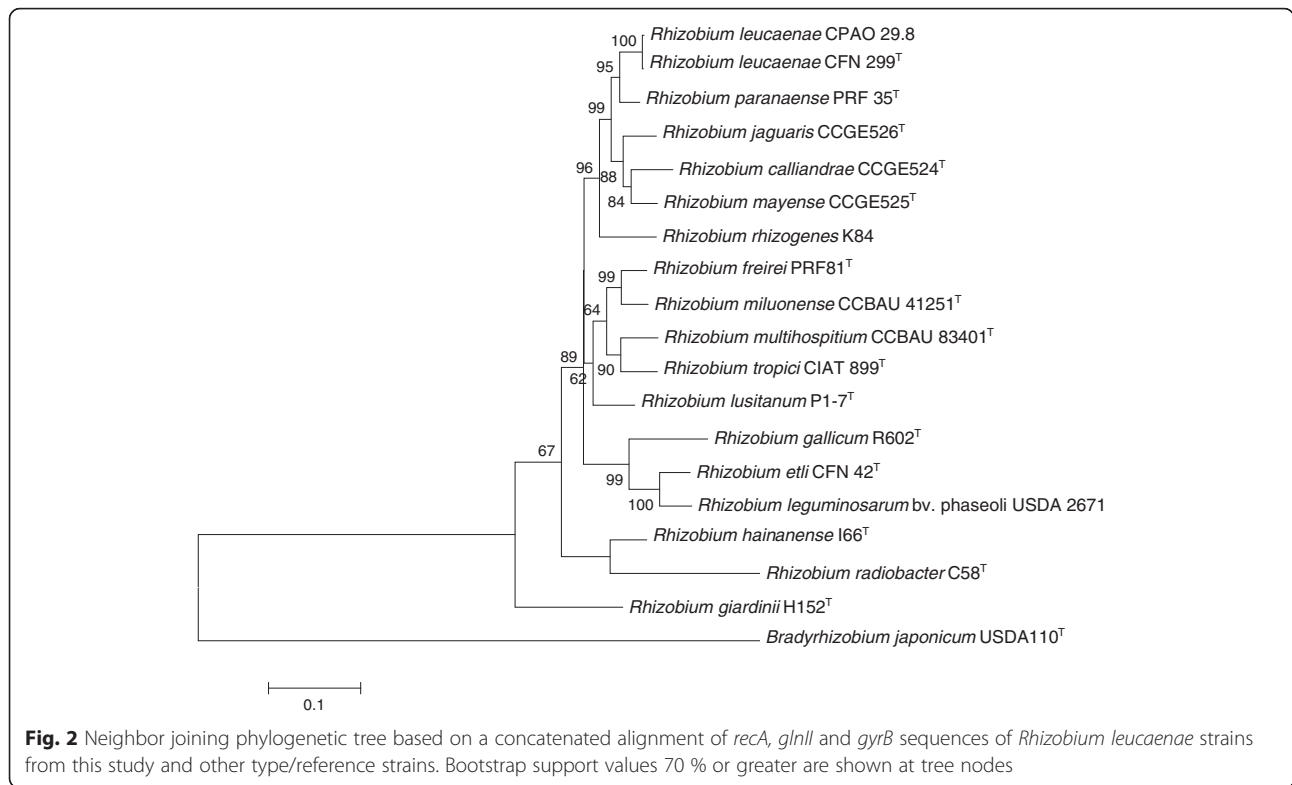 100
Rhizobium leucaenae CPAO 29.8
Rhizobium leucaenae CFN 299T
95
Rhizobium paranaense PRF 35T
99
Rhizobium jaguaris CCGE526T
96
88
Rhizobium calliandrae CCGE524T
84
Rhizobium mayense CCGE525T
Rhizobium rhizogenes K84
99
Rhizobium freirei PRF81T
Rhizobium miluonense CCBAU 41251T
64
Rhizobium multihospitium CCBAU 83401T
89
62
90
Rhizobium tropici CIAT 899T
Rhizobium lusitanum P1-7T
67
Rhizobium gallicum R602T
99
Rhizobium etli CFN 42T
100
Rhizobium leguminosarum bv. phaseoli USDA 2671
Rhizobium hainanense I66T
Rhizobium radiobacter C58T
Rhizobium giardinii H152T
Bradyrhizobium japonicum USDA110T
0.1
Fig. 2 Neighbor joining phylogenetic tree based on a concatenated alignment of recA, glnII and gyrB sequences of Rhizobium leucaenae strains
from this study and other type/reference strains. Bootstrap support values 70 % or greater are shown at tree nodes